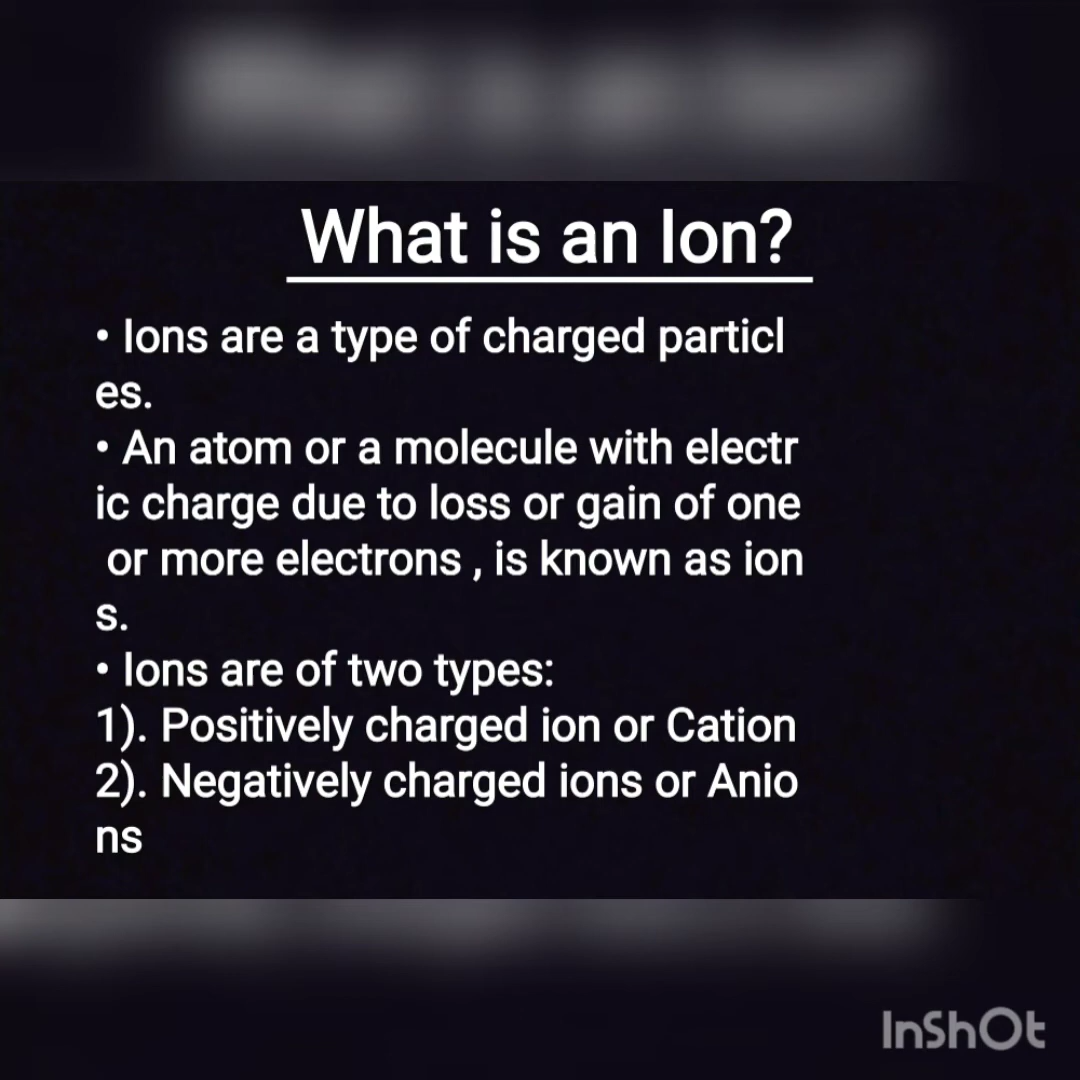 What is an Ion?
• Ions are a type of charged particl
es.
• An atom or a molecule with electr
ic charge due to loss or gain of one
or more electrons , is known as ion
s.
• Ions are of two types:
1). Positively charged ion or Cation
2). Negatively charged ions or Anio
ns
InShOt